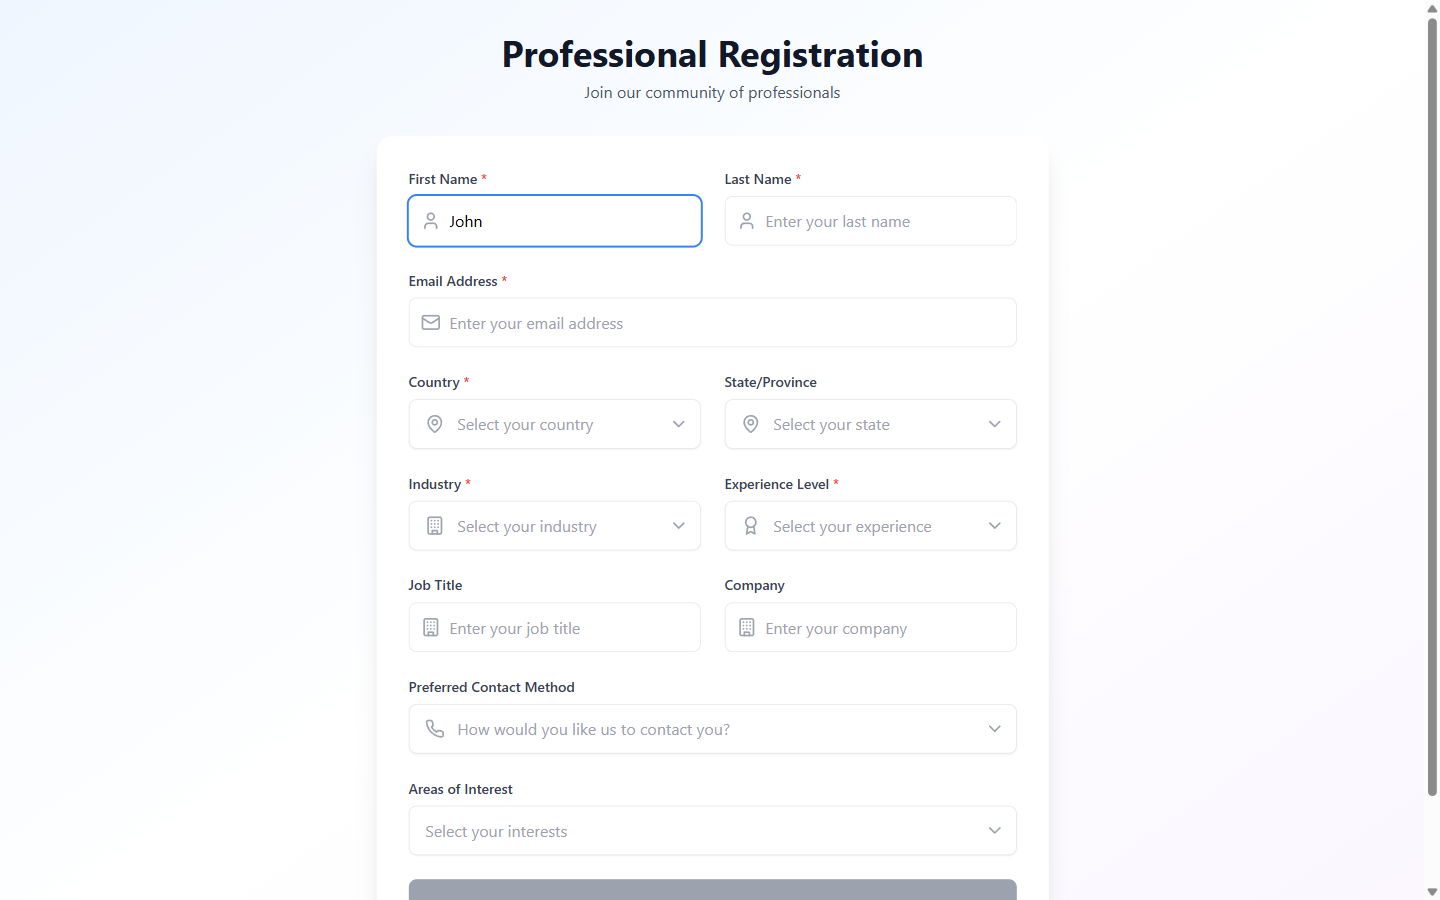 Professional Registration
Join our community of professionals
First Name *
Last Name *
John
Enter your last name
Email Address *
Enter your email address
Country *
State/Province
Select your country
Select your state
Industry *
Experience Level *
Select your industry
Select your experience
Job Title
Company
Enter your job title
Enter your company
Preferred Contact Method
How would you like us to contact you?
Areas of Interest
Select your interests